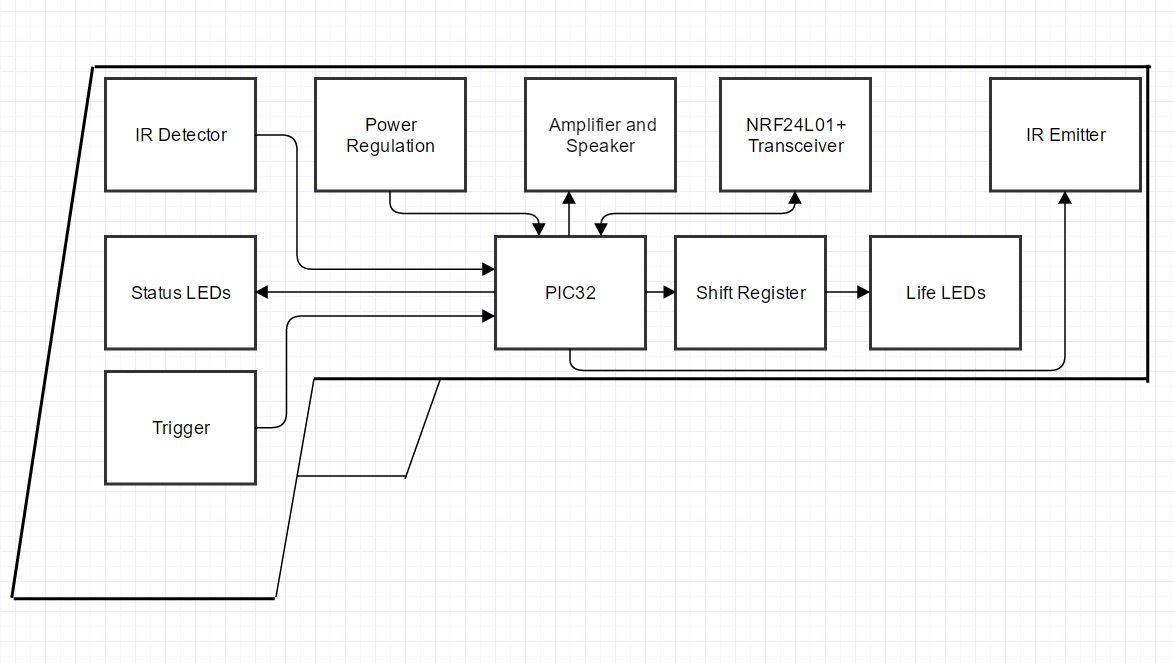 IR Detector
Power
Regulation
Amplifier and
Speaker
NRF24L01+
Transceiver
IR Emitter
Status LEDs
PIC32
Shift Register
Life LEDs
Trigger